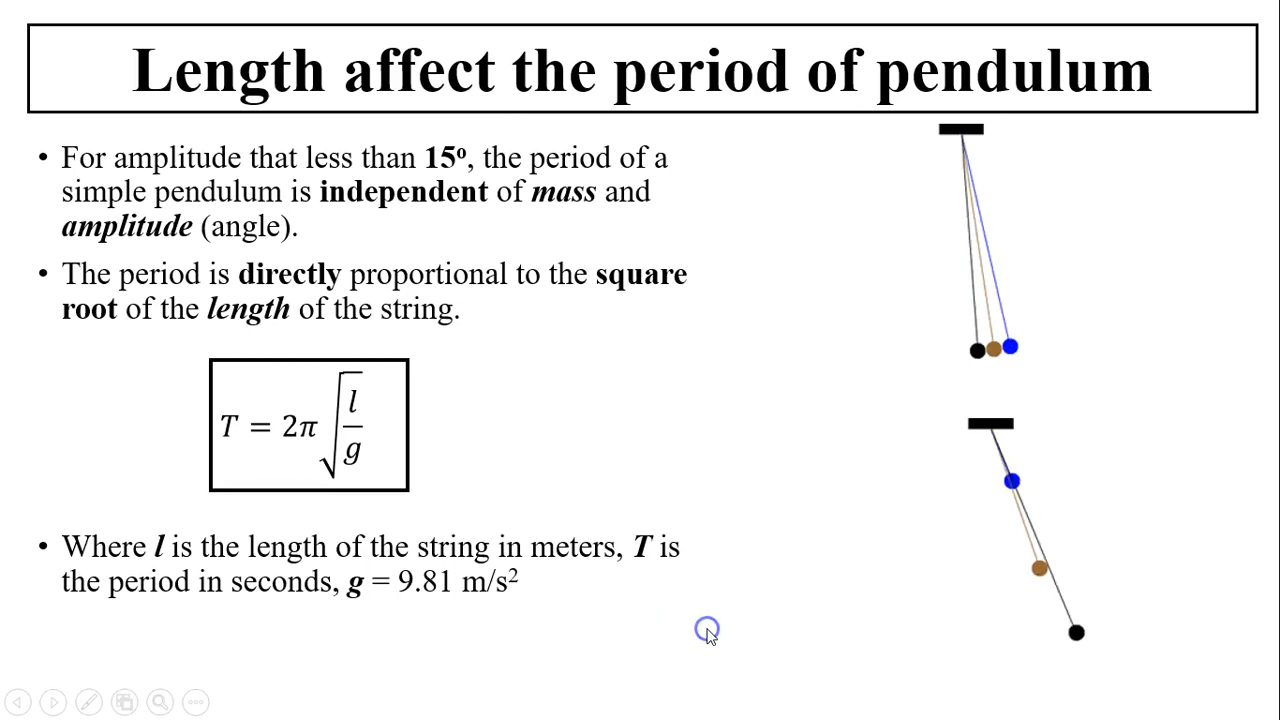 Length affect the period of pendulum
• For amplitude that less than 15º, the period of a
simple pendulum is independent of mass and
amplitude (angle).
• The period is directly proportional to the square
root of the length of the string.
T = 2π√(l/g)
• Where l is the length of the string in meters, T is
the period in seconds, g = 9.81 m/s²